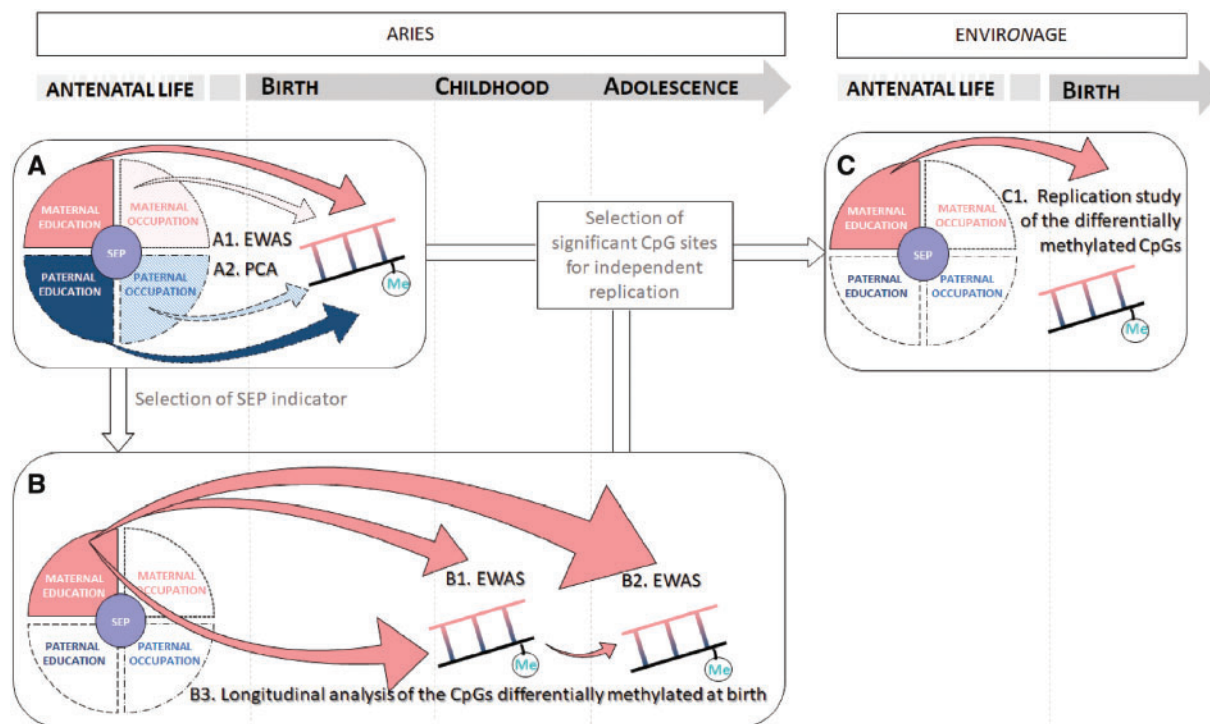 ARIES
ENVIRONAGE
ANTENATAL LIFE
BIRTH
CHILDHOOD
ADOLESCENCE
ANTENATAL LIFE
BIRTH
A
MATERNAL
EDUCATION
MATERNAL
OCCUPATION
SEP
PATERNAL
EDUCATION
PATERNAL
OCCUPATION
A1. EWAS
A2. PCA
Me
Selection of
significant CpG sites
for independent
replication
C
MATERNAL
EDUCATION
MATERNAL
OCCUPATION
SEP
PATERNAL
EDUCATION
PATERNAL
OCCUPATION
C1. Replication study
of the differentially
methylated CpGs
Me
Selection of SEP indicator
B
MATERNAL
EDUCATION
MATERNAL
OCCUPATION
SEP
PATERNAL
EDUCATION
PATERNAL
OCCUPATION
B1. EWAS
B2. EWAS
Me
Me
B3. Longitudinal analysis of the CpGs differentially methylated at birth